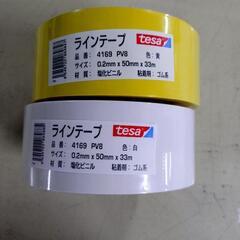 ラインテープ tesa
品 番： 4169 PV8 色：黄
サイズ： 0.2mm x 50mm x 33m
材 質： 塩化ビニル 粘着剤：ゴム系
ラインテープ tesa
品 番： 4169 PV8 色：白
サイズ： 0.2mm x 50mm x 33m
材 質： 塩化ビニル 粘着剤：ゴム系